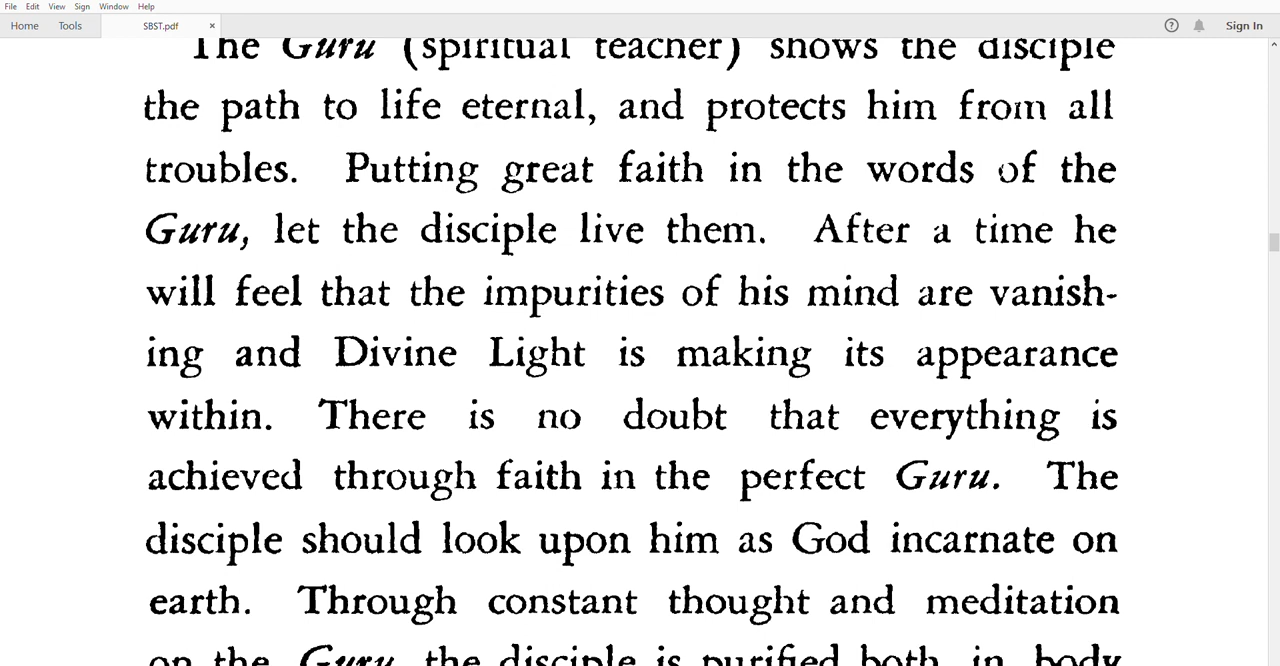 File Edit View Sign Window Help
Home Tools SBST.pdf × ? Sign In
The Guru (spiritual teacher) shows the disciple
the path to life eternal, and protects him from all
troubles. Putting great faith in the words of the
Guru, let the disciple live them. After a time he
will feel that the impurities of his mind are vanish-
ing and Divine Light is making its appearance
within. There is no doubt that everything is
achieved through faith in the perfect Guru. The
disciple should look upon him as God incarnate on
earth. Through constant thought and meditation
on the Guru the disciple is purified both in body